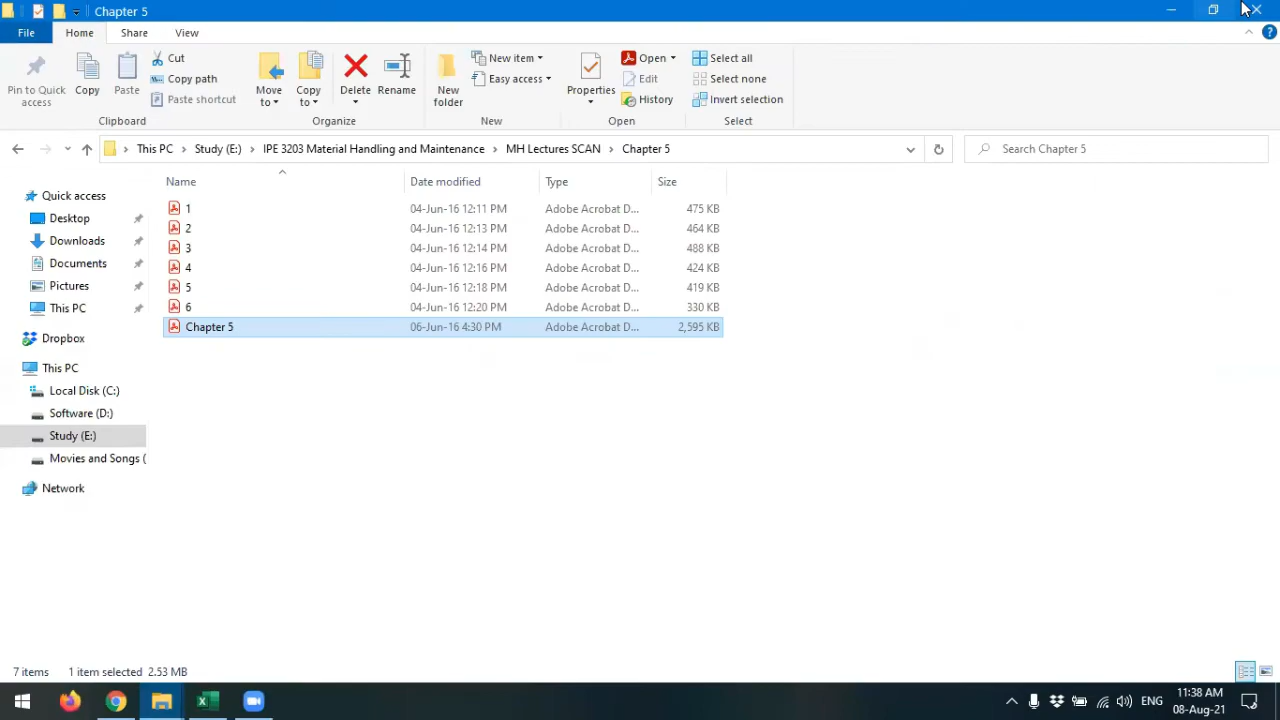 Chapter 5
File Home Share View
Pin to Quick access
Copy
Paste
Cut
Copy path
Paste shortcut
Clipboard
Move to
Copy to
Delete
Rename
Organize
New folder
New item
Easy access
New
Properties
Open
Edit
History
Open
Select all
Select none
Invert selection
Select
This PC Study (E:) IPE 3203 Material Handling and Maintenance MH Lectures SCAN Chapter 5
Search Chapter 5
Quick access
Desktop
Downloads
Documents
Pictures
This PC
Dropbox
This PC
Local Disk (C:)
Software (D:)
Study (E:)
Movies and Songs (
Network
Name Date modified Type Size
1 04-Jun-16 12:11 PM Adobe Acrobat D... 475 KB
2 04-Jun-16 12:13 PM Adobe Acrobat D... 464 KB
3 04-Jun-16 12:14 PM Adobe Acrobat D... 488 KB
4 04-Jun-16 12:16 PM Adobe Acrobat D... 424 KB
5 04-Jun-16 12:18 PM Adobe Acrobat D... 419 KB
6 04-Jun-16 12:20 PM Adobe Acrobat D... 330 KB
Chapter 5 06-Jun-16 4:30 PM Adobe Acrobat D... 2,595 KB
7 items 1 item selected 2.53 MB
ENG
11:38 AM
08-Aug-21